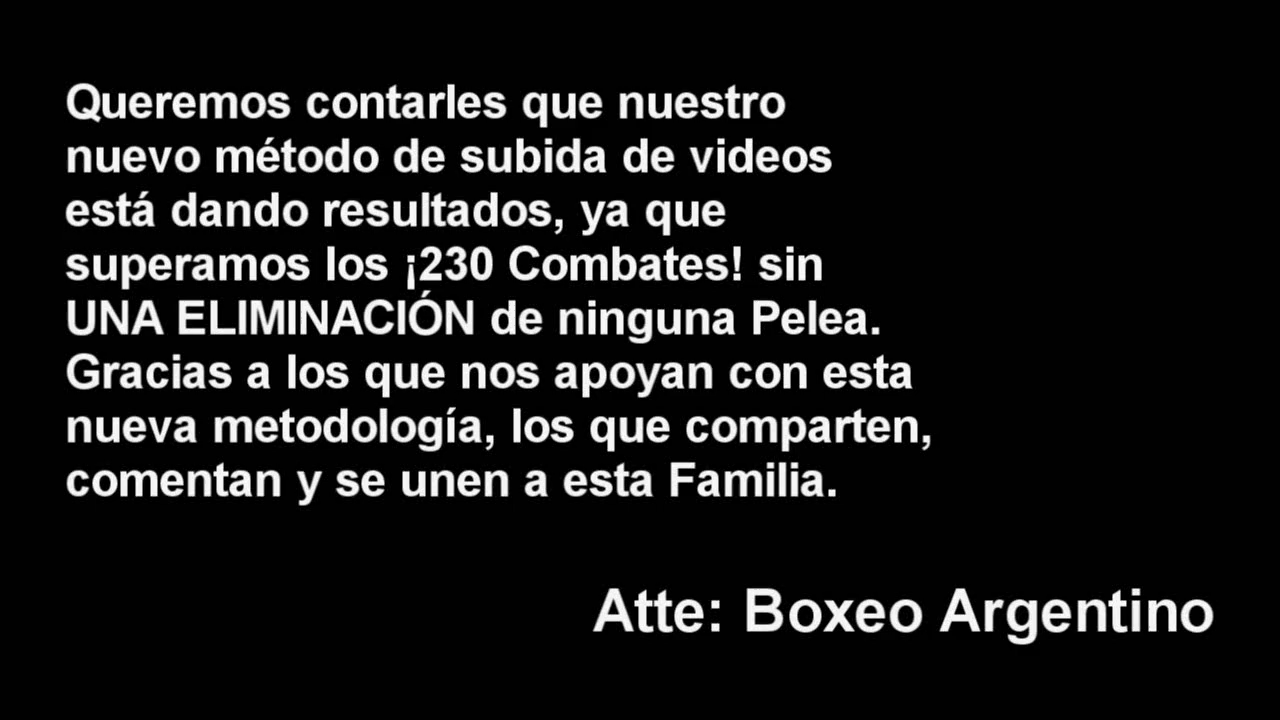 Queremos contarles que nuestro
nuevo método de subida de videos
está dando resultados, ya que
superamos los ¡230 Combates! sin
UNA ELIMINACIÓN de ninguna Pelea.
Gracias a los que nos apoyan con esta
nueva metodología, los que comparten,
comentan y se unen a esta Familia.
Atte: Boxeo Argentino